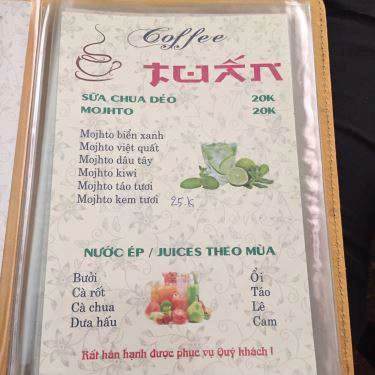 Coffee
TUẤN
SỮA CHUA DẺO 20K
MOJHTO 20K
Mojhto biển xanh
Mojhto việt quất
Mojhto dâu tây
Mojhto kiwi
Mojhto táo tươi
Mojhto kem tươi 25k
NƯỚC ÉP / JUICES THEO MÙA
Bưởi Ổi
Cà rốt Táo
Cà chua Lê
Dưa hấu Cam
Rất hân hạnh được phục vụ Quý khách !